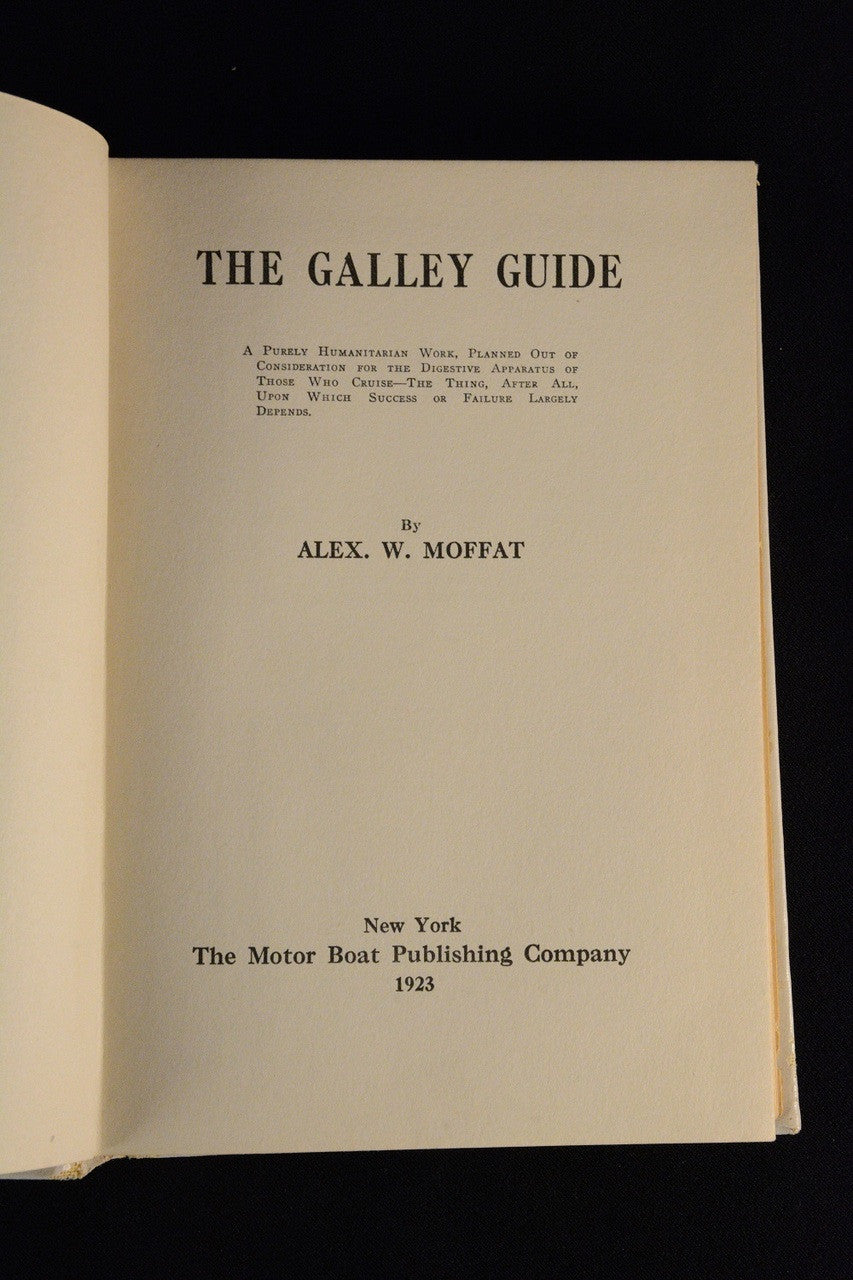 THE GALLEY GUIDE
A Purely Humanitarian Work, Planned Out of
Consideration for the Digestive Apparatus of
Those Who Cruise—The Thing, After All,
Upon Which Success or Failure Largely
Depends.
By
ALEX. W. MOFFAT
New York
The Motor Boat Publishing Company
1923